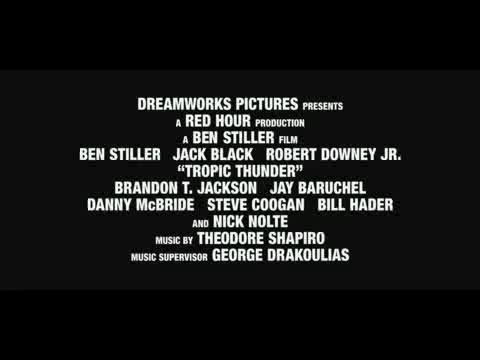 DREAMWORKS PICTURES PRESENTS
A RED HOUR PRODUCTION
A BEN STILLER FILM
BEN STILLER JACK BLACK ROBERT DOWNEY JR.
“TROPIC THUNDER”
BRANDON T. JACKSON JAY BARUCHEL
DANNY McBRIDE STEVE COOGAN BILL HADER
AND NICK NOLTE
MUSIC BY THEODORE SHAPIRO
MUSIC SUPERVISOR GEORGE DRAKOULIAS